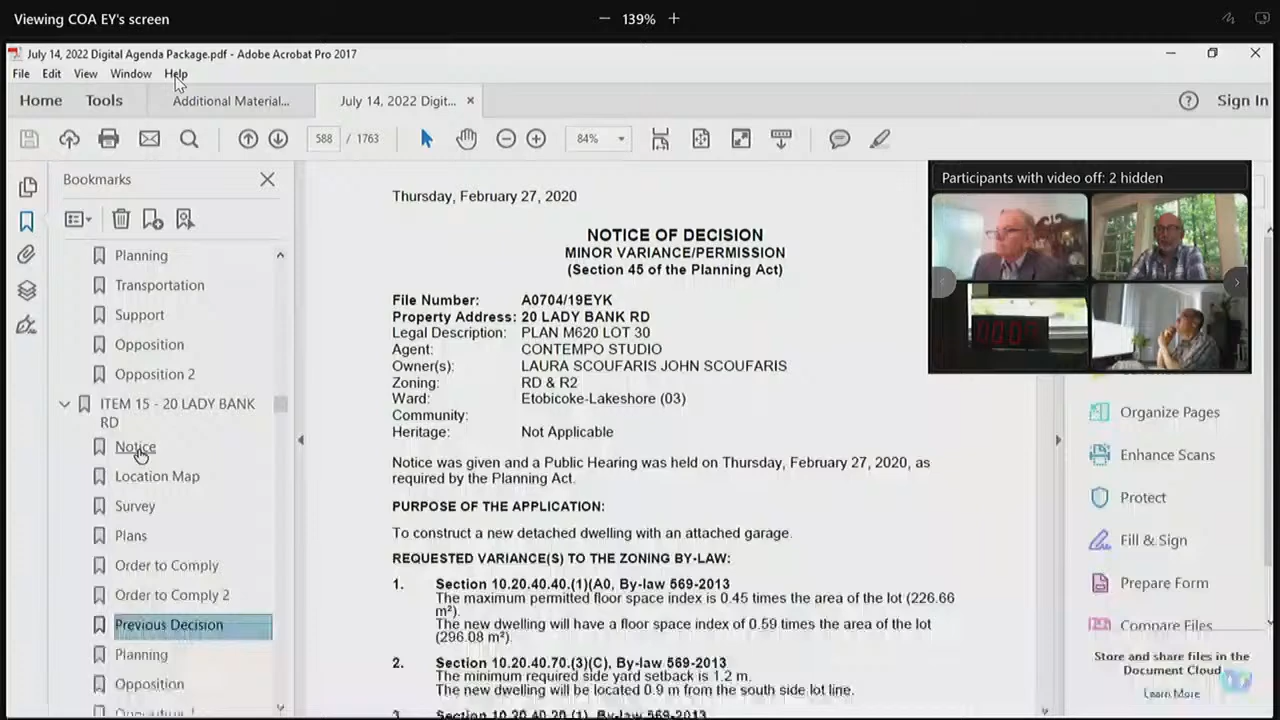 Viewing COA EY's screen
139%
July 14, 2022 Digital Agenda Package.pdf - Adobe Acrobat Pro 2017
File Edit View Window Help
Home Tools Additional Material... July 14, 2022 Digit... Sign In
588 / 1763 84%
Bookmarks
Planning
Transportation
Support
Opposition
Opposition 2
ITEM 15 - 20 LADY BANK
RD
Notice
Location Map
Survey
Plans
Order to Comply
Order to Comply 2
Previous Decision
Planning
Opposition
Thursday, February 27, 2020
NOTICE OF DECISION
MINOR VARIANCE/PERMISSION
(Section 45 of the Planning Act)
File Number: A0704/19EYK
Property Address: 20 LADY BANK RD
Legal Description: PLAN M620 LOT 30
Agent: CONTEMPO STUDIO
Owner(s): LAURA SCOUFARIS JOHN SCOUFARIS
Zoning: RD & R2
Ward: Etobicoke-Lakeshore (03)
Community:
Heritage: Not Applicable
Notice was given and a Public Hearing was held on Thursday, February 27, 2020, as
required by the Planning Act.
PURPOSE OF THE APPLICATION:
To construct a new detached dwelling with an attached garage.
REQUESTED VARIANCE(S) TO THE ZONING BY-LAW:
1. Section 10.20.40.40.(1)(A0, By-law 569-2013
The maximum permitted floor space index is 0.45 times the area of the lot (226.66
m²).
The new dwelling will have a floor space index of 0.59 times the area of the lot
(296.08 m²).
2. Section 10.20.40.70.(3)(C), By-law 569-2013
The minimum required side yard setback is 1.2 m.
The new dwelling will be located 0.9 m from the south side lot line.
3. Section 10.20.40.20.(1), By-law 569-2013
Participants with video off: 2 hidden
Organize Pages
Enhance Scans
Protect
Fill & Sign
Prepare Form
Compare Files
Store and share files in the
Document Cloud
Learn More